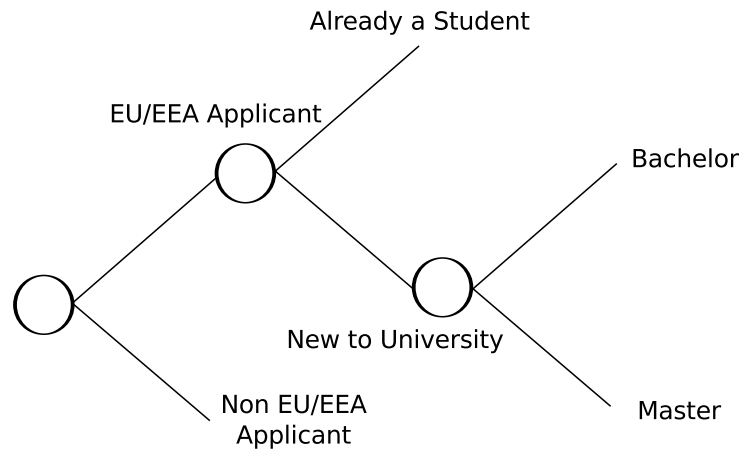 Already a Student
EU/EEA Applicant
Bachelor
New to University
Non EU/EEA
Applicant
Master